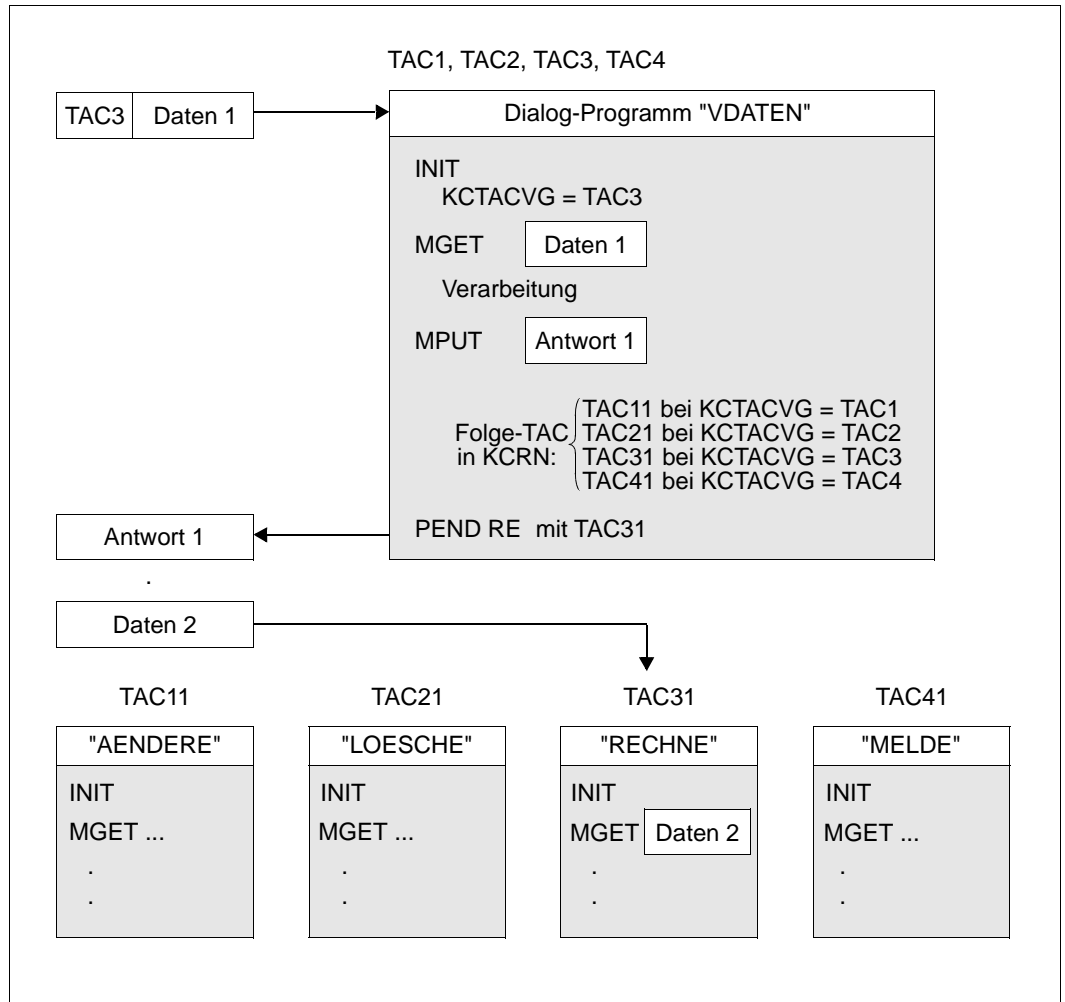 TAC1, TAC2, TAC3, TAC4
TAC3 Daten 1
Dialog-Programm "VDATEN"
INIT
KCTACVG = TAC3
MGET Daten 1
Verarbeitung
MPUT Antwort 1
Folge-TAC
in KCRN:
TAC11 bei KCTACVG = TAC1
TAC21 bei KCTACVG = TAC2
TAC31 bei KCTACVG = TAC3
TAC41 bei KCTACVG = TAC4
PEND RE mit TAC31
Antwort 1
.
Daten 2
TAC11
"AENDERE"
INIT
MGET ...
.
.
TAC21
"LOESCHE"
INIT
MGET ...
.
.
TAC31
"RECHNE"
INIT
MGET Daten 2
.
.
TAC41
"MELDE"
INIT
MGET ...
.
.